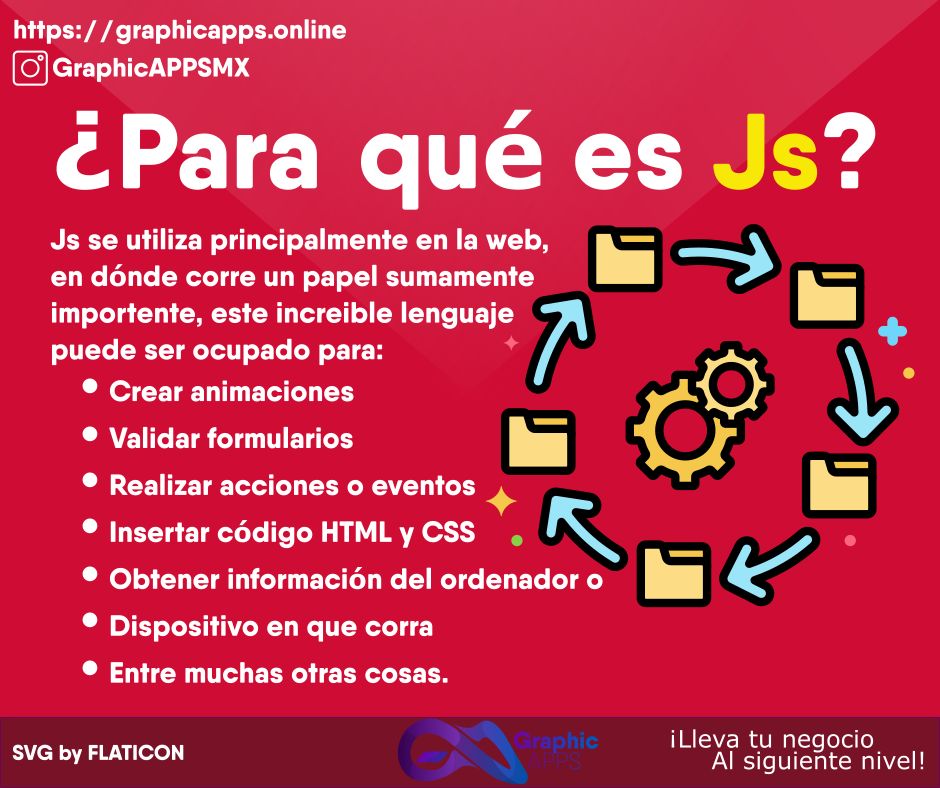 https://graphicapps.online
GraphicAPPSMX
¿Para qué es Js?
Js se utiliza principalmente en la web,
en dónde corre un papel sumamente
importente, este increible lenguaje
puede ser ocupado para:
• Crear animaciones
• Validar formularios
• Realizar acciones o eventos
• Insertar código HTML y CSS
• Obtener información del ordenador o
• Dispositivo en que corra
• Entre muchas otras cosas.
SVG by FLATICON
Graphic
APPS
¡Lleva tu negocio
Al siguiente nivel!